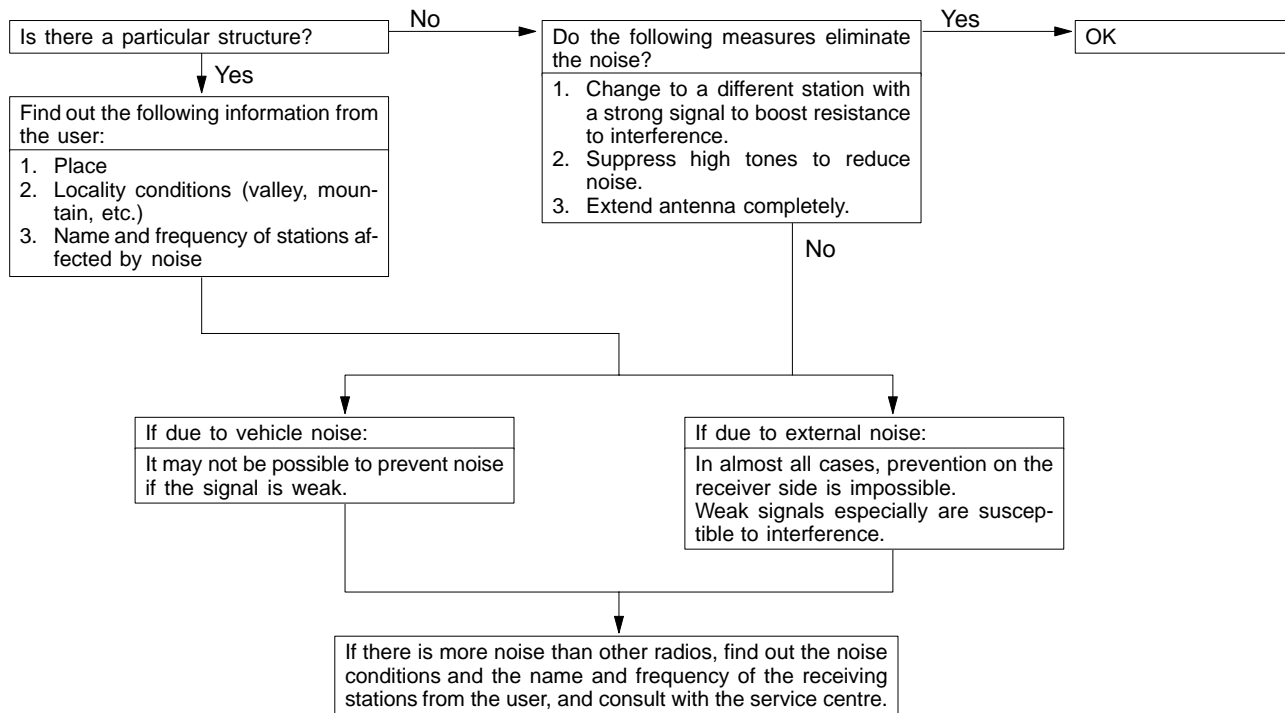 Is there a particular structure?
No
Do the following measures eliminate
the noise?
Yes
OK
1. Change to a different station with
a strong signal to boost resistance
to interference.
2. Suppress high tones to reduce
noise.
3. Extend antenna completely.
Yes
Find out the following information from
the user:
1. Place
2. Locality conditions (valley, moun-
tain, etc.)
3. Name and frequency of stations af-
fected by noise
No
If due to vehicle noise:
It may not be possible to prevent noise
if the signal is weak.
If due to external noise:
In almost all cases, prevention on the
receiver side is impossible.
Weak signals especially are suscep-
tible to interference.
If there is more noise than other radios, find out the noise
conditions and the name and frequency of the receiving
stations from the user, and consult with the service centre.